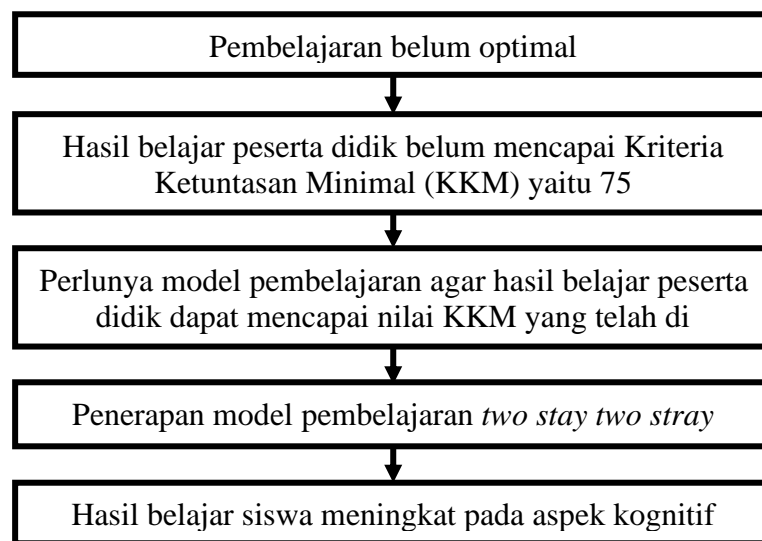 Pembelajaran belum optimal
Hasil belajar peserta didik belum mencapai Kriteria
Ketuntasan Minimal (KKM) yaitu 75
Perlunya model pembelajaran agar hasil belajar peserta
didik dapat mencapai nilai KKM yang telah di
Penerapan model pembelajaran two stay two stray
Hasil belajar siswa meningkat pada aspek kognitif